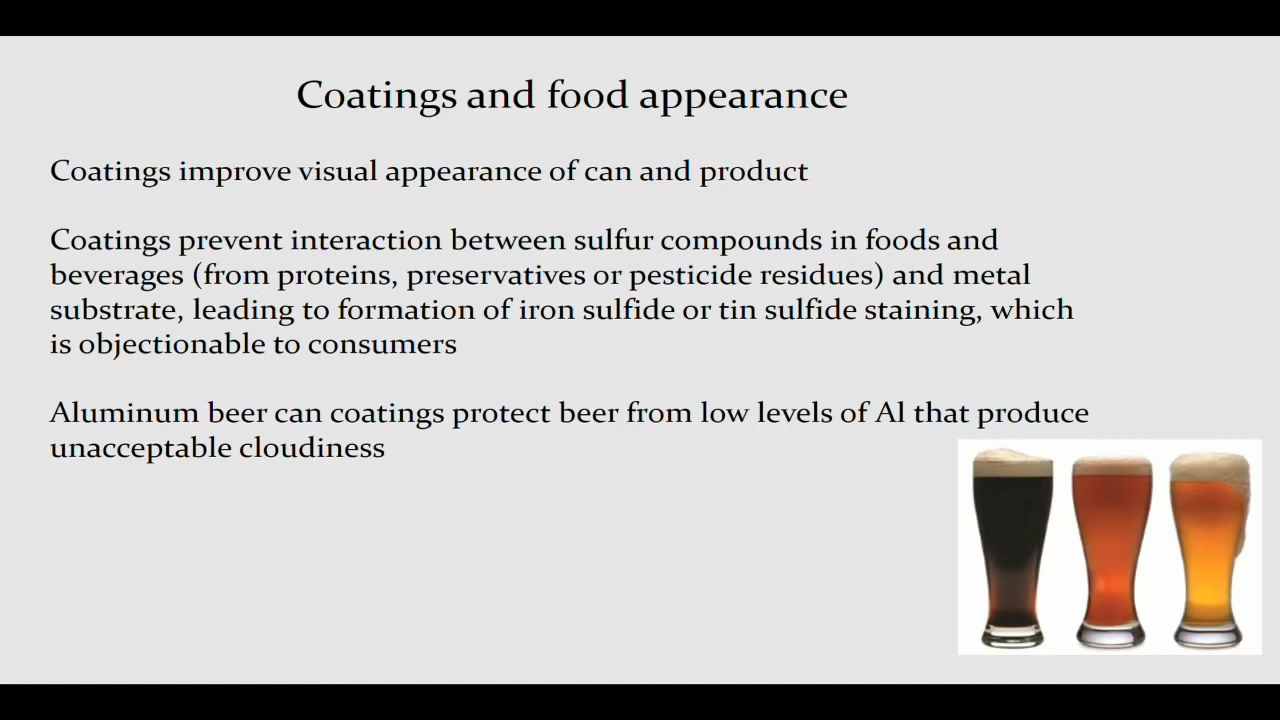 Coatings and food appearance
Coatings improve visual appearance of can and product
Coatings prevent interaction between sulfur compounds in foods and
beverages (from proteins, preservatives or pesticide residues) and metal
substrate, leading to formation of iron sulfide or tin sulfide staining, which
is objectionable to consumers
Aluminum beer can coatings protect beer from low levels of Al that produce
unacceptable cloudiness